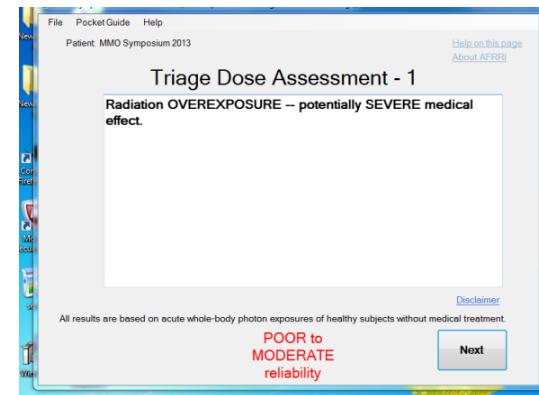 File PocketGuide Help
Patient: MMO Symposium 2013
Help on this page
About AFRRI
Triage Dose Assessment - 1
Radiation OVEREXPOSURE -- potentially SEVERE medical
effect.
Disclaimer
All results are based on acute whole-body photon exposures of healthy subjects without medical treatment.
POOR to
MODERATE
reliability
Next